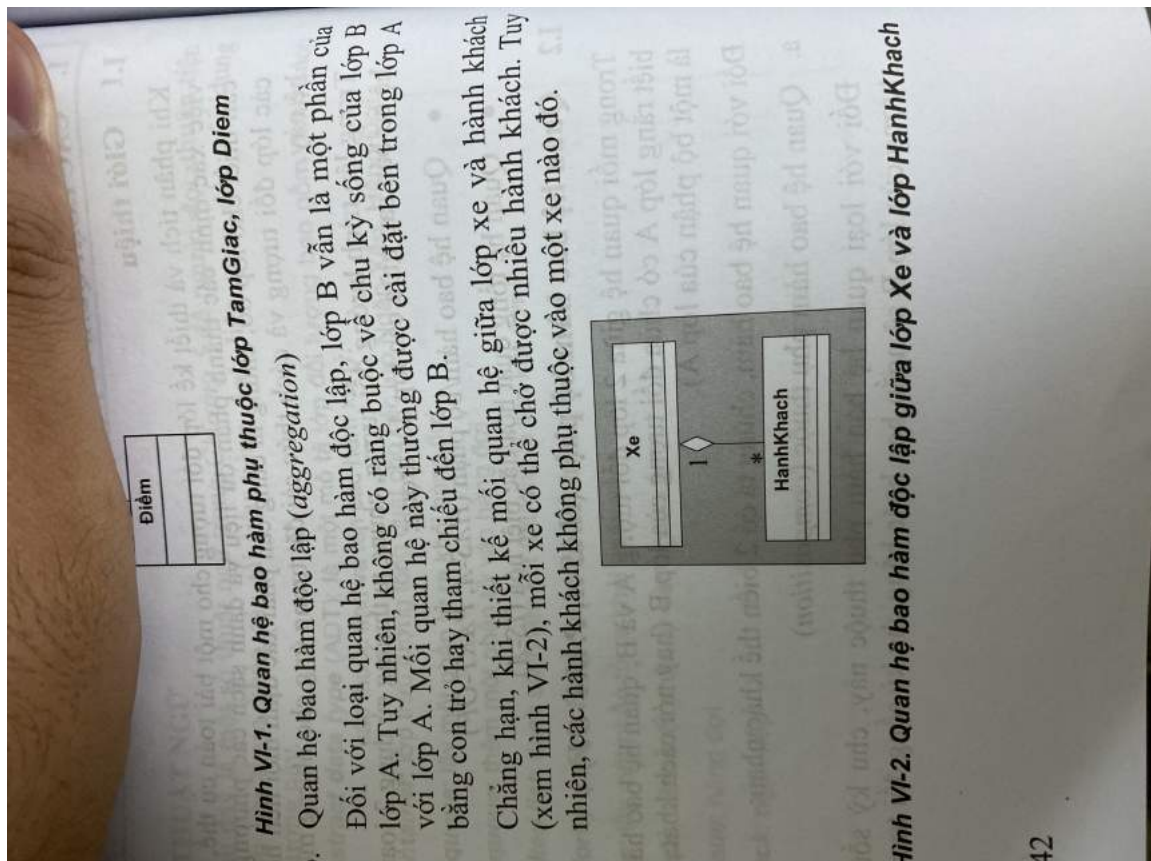 Điểm
Hình VI-1. Quan hệ bao hàm phụ thuộc lớp TamGiac, lớp Diem
. Quan hệ bao hàm độc lập (aggregation)
Đối với loại quan hệ bao hàm độc lập, lớp B vẫn là một phần của
lớp A. Tuy nhiên, không có ràng buộc về chu kỳ sống của lớp B
với lớp A. Mối quan hệ này thường được cài đặt bên trong lớp A
bằng con trỏ hay tham chiếu đến lớp B.
Chẳng hạn, khi thiết kế mối quan hệ giữa lớp xe và hành khách
(xem hình VI-2), mỗi xe có thể chở được nhiều hành khách. Tuy
nhiên, các hành khách không phụ thuộc vào một xe nào đó.
Xe
1
*
HanhKhach
Hình VI-2. Quan hệ bao hàm độc lập giữa lớp Xe và lớp HanhKhach
42